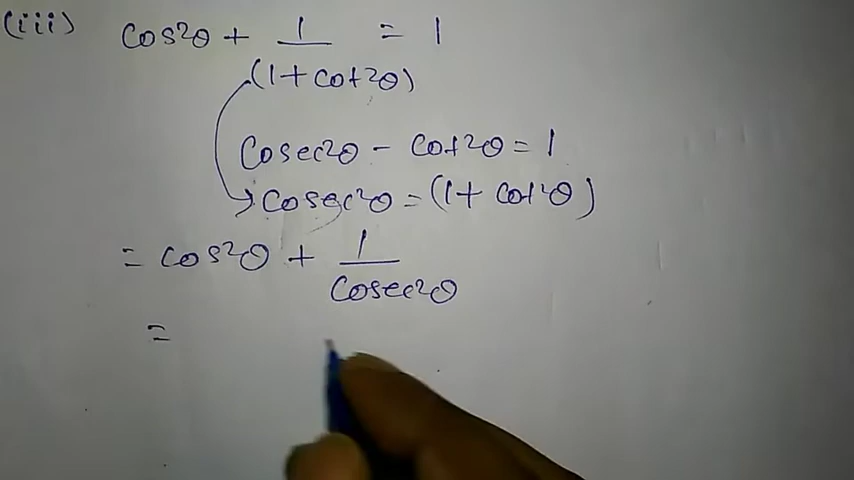 (iii) cos²θ + 1/(1+cot²θ) = 1
cosec²θ - cot²θ = 1
cosec²θ = (1+ cot²θ)
= cos²θ + 1/cosec²θ
=